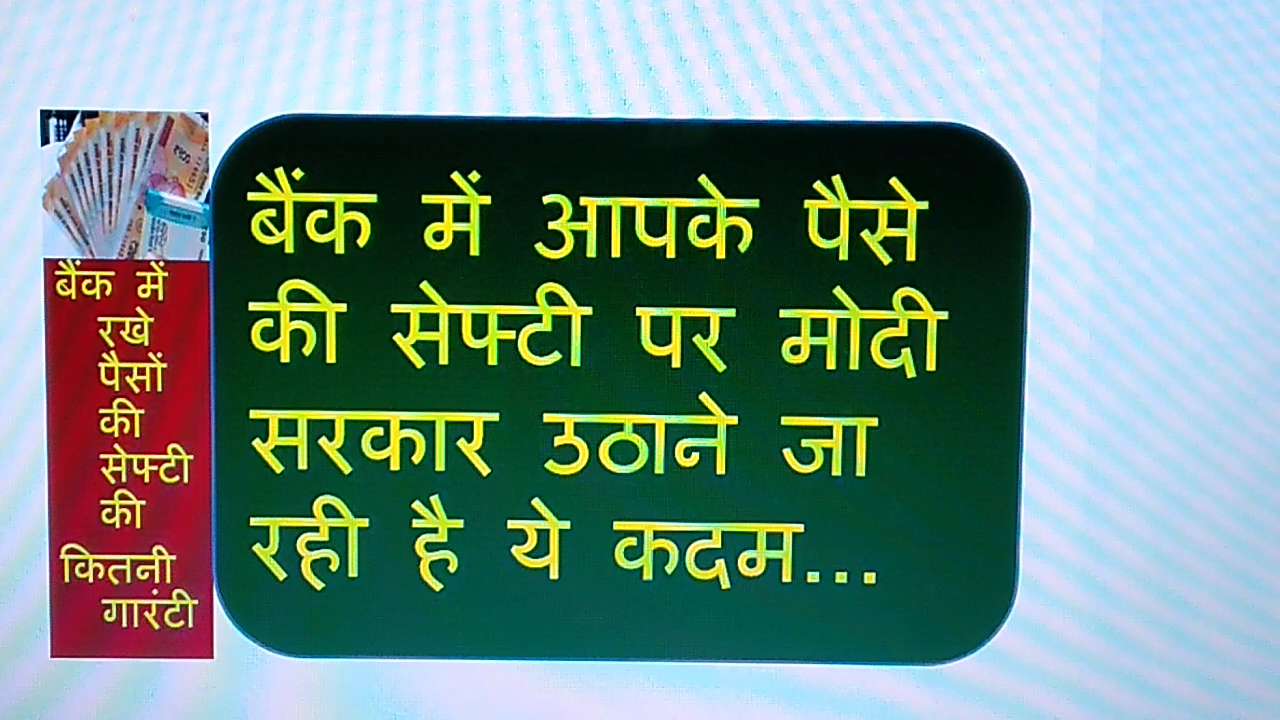 बैंक में
रखे
पैसों
की
सेफ्टी
की
कितनी
गारंटी
बैंक में आपके पैसे
की सेफ्टी पर मोदी
सरकार उठाने जा
रही है ये कदम...